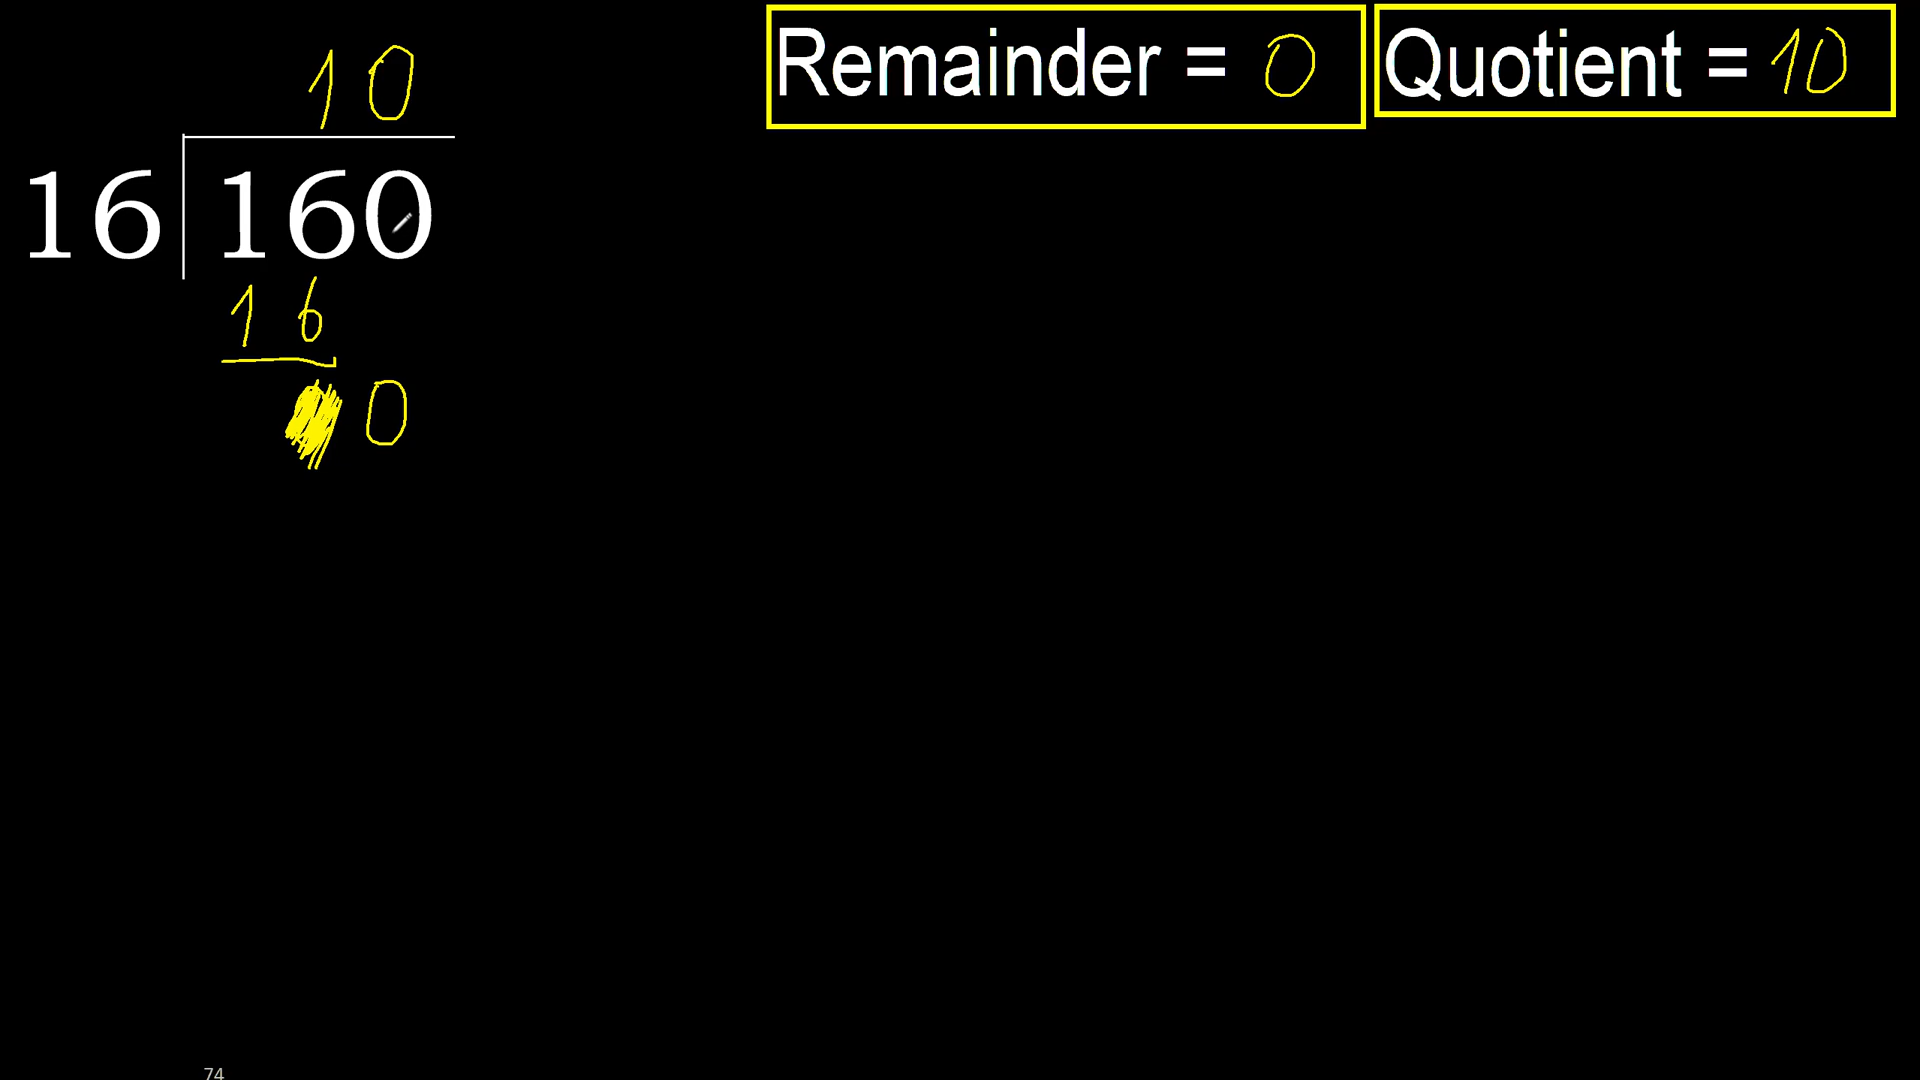 Remainder = 0
Quotient = 10
10
16 160
16
0
74